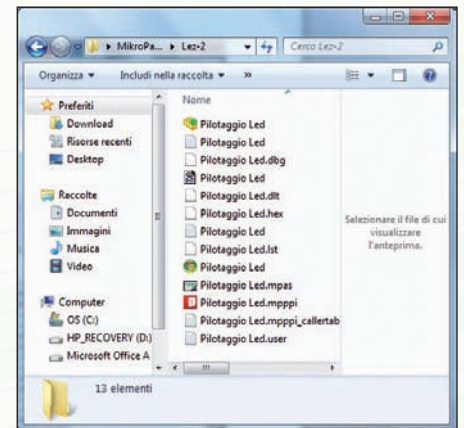 MikroPa... ▸ Lez-2
Cerco Lez-2
Organizza
Includi nella raccolta
»
Preferiti
Download
Risorse recenti
Desktop
Raccolte
Documenti
Immagini
Musica
Video
Computer
OS (C:)
HP_RECOVERY (D:)
Microsoft Office A
Nome
Pilotaggio Led
Pilotaggio Led
Pilotaggio Led.dbg
Pilotaggio Led
Pilotaggio Led.dlt
Pilotaggio Led.hex
Pilotaggio Led
Pilotaggio Led.lst
Pilotaggio Led
Pilotaggio Led.mpas
Pilotaggio Led.mpppi
Pilotaggio Led.mpppi_callertab
Pilotaggio Led.user
Selezionare il file di cui
visualizzare
l'anteprima.
13 elementi